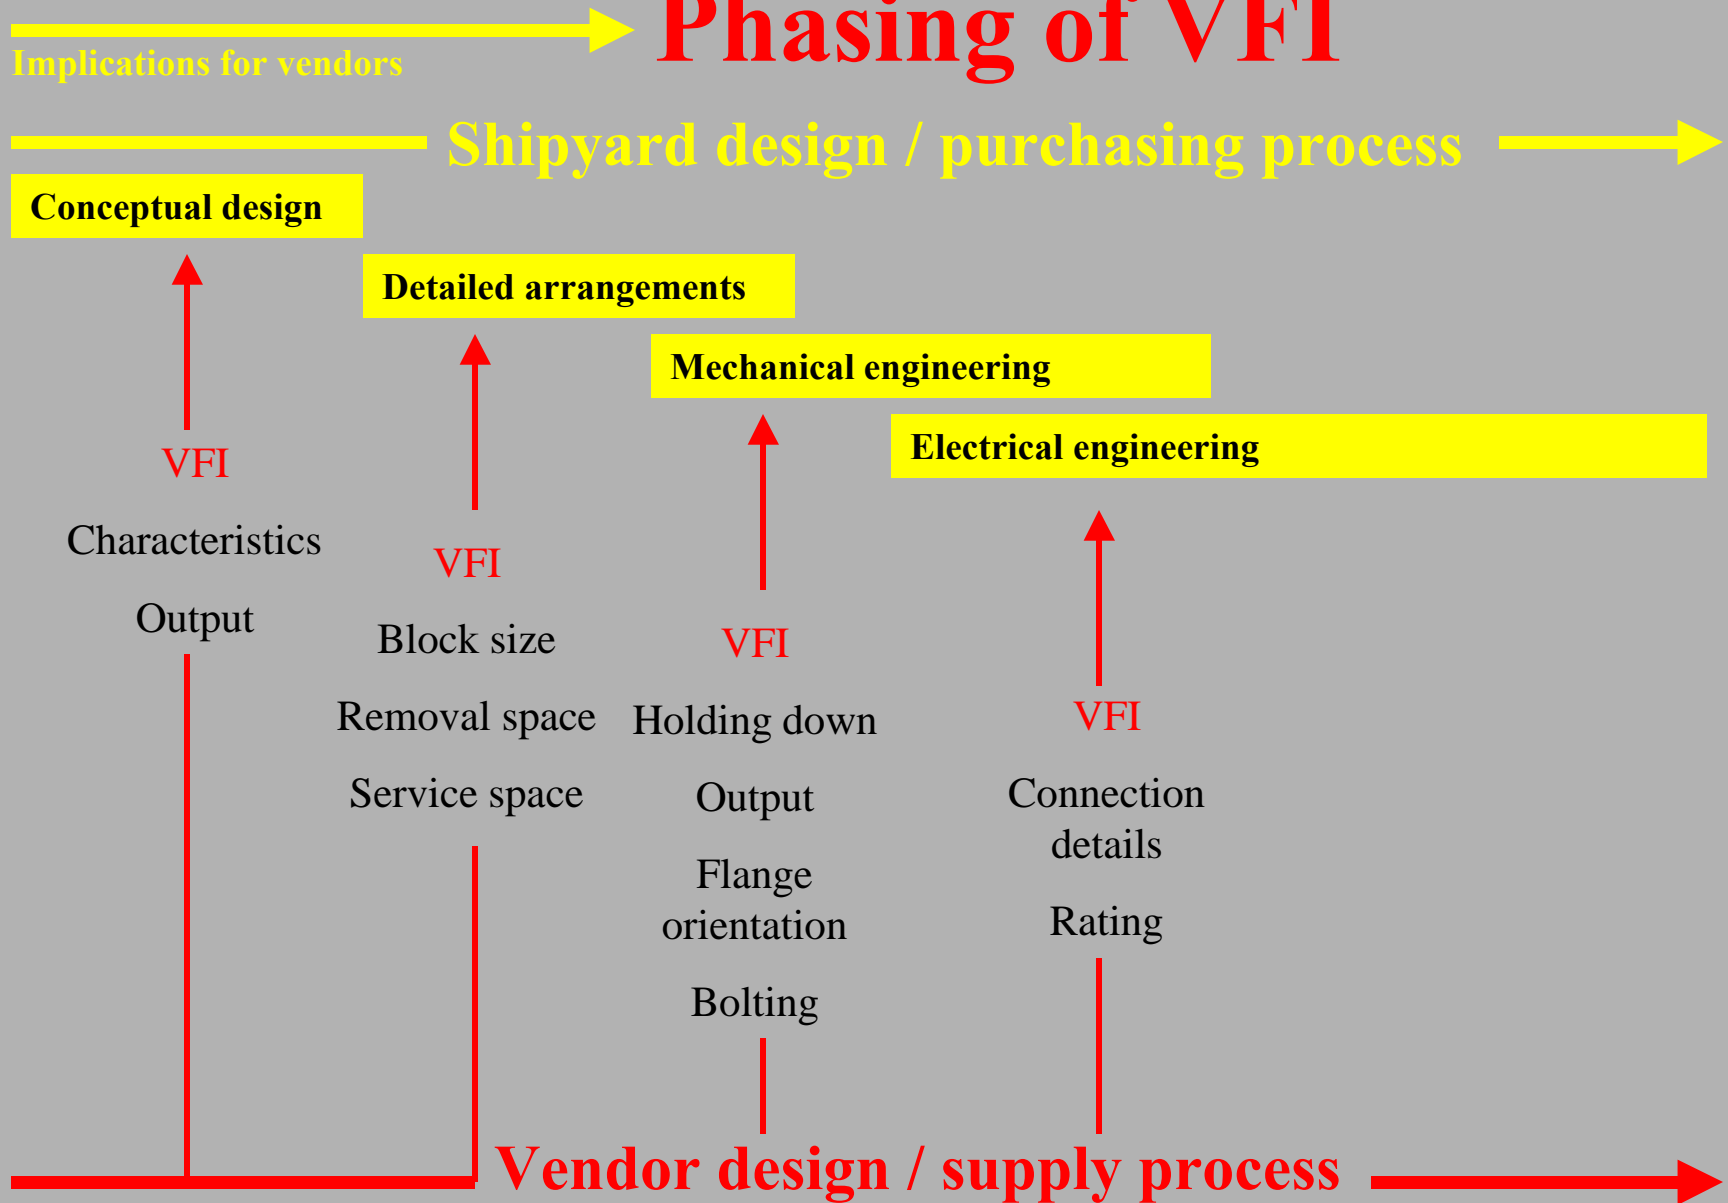 Phasing of VFI
Implications for vendors
Shipyard design / purchasing process
Conceptual design
Detailed arrangements
Mechanical engineering
Electrical engineering
VFI
Characteristics
Output
VFI
Block size
Removal space
Service space
VFI
Holding down
Output
Flange
orientation
Bolting
VFI
Connection
details
Rating
Vendor design / supply process